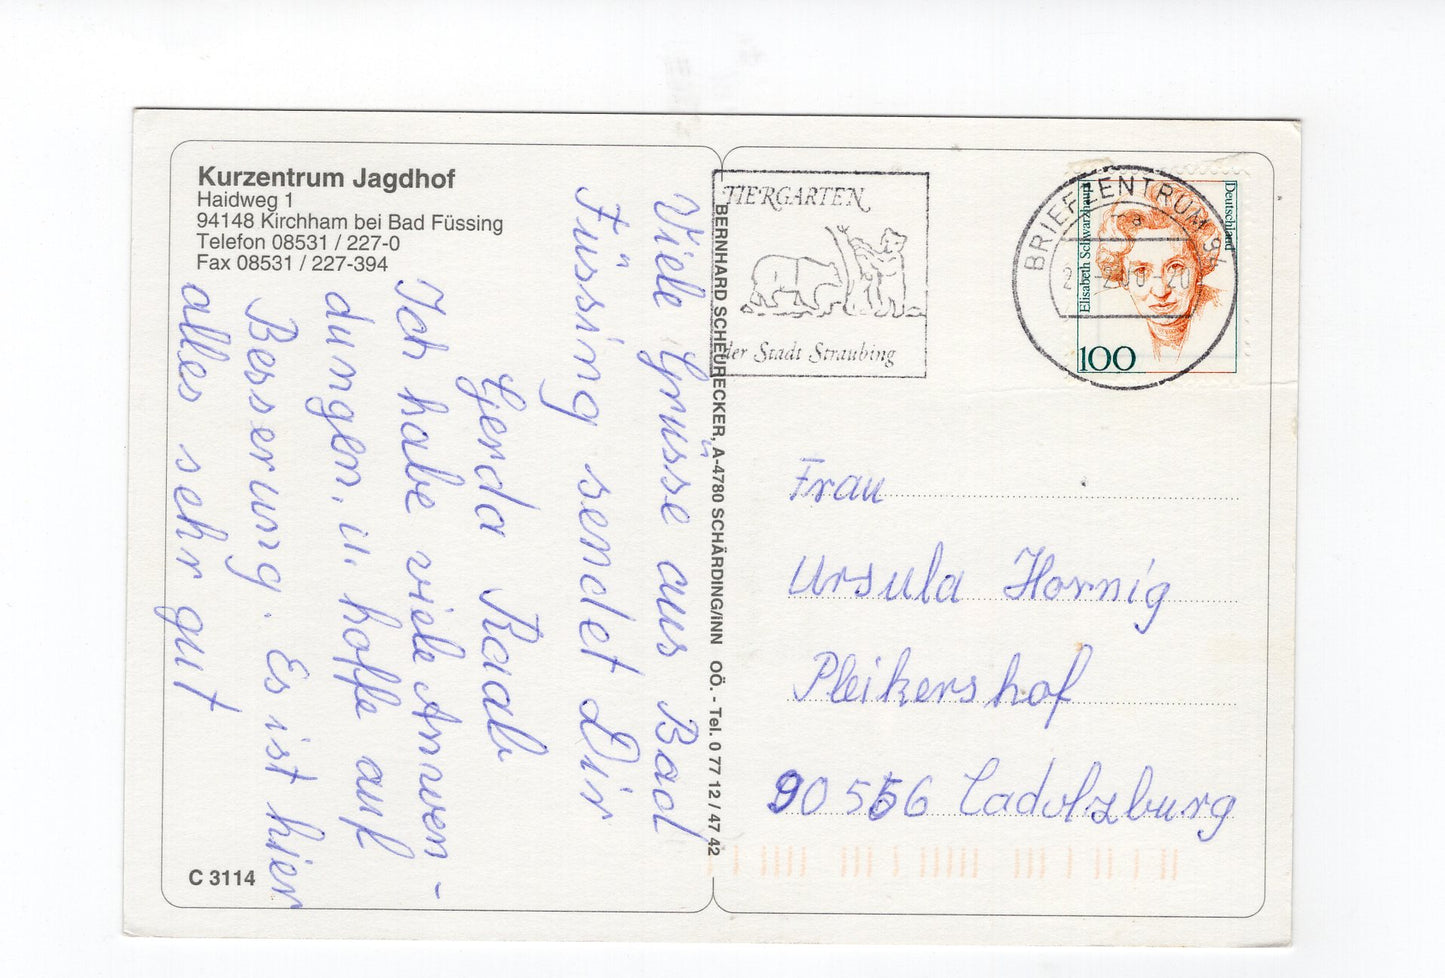 Kurzentrum Jagdhof
Haidweg 1
94148 Kirchham bei Bad Füssing
Telefon 08531 / 227-0
Fax 08531 / 227-394
Viele Grüsse aus Bad
Füssing sendet Dir
Gerda Raab
Ich habe viele Anwen-
dungen, u. hoffe auf
Besserung. Es ist hier
alles sehr gut
C 3114
BERNHARD SCHEURECKER, A-4780 SCHÄRDING/INN OÖ. - Tel. 0 77 12 / 47 42
TIERGARTEN
der Stadt Straubing
BRIEFZENTRUM 94
a
Elisabeth Schwarzhaupt
Deutschland
100
Frau
Ursula Hornig
Pleikershof
90556 Cadolzburg